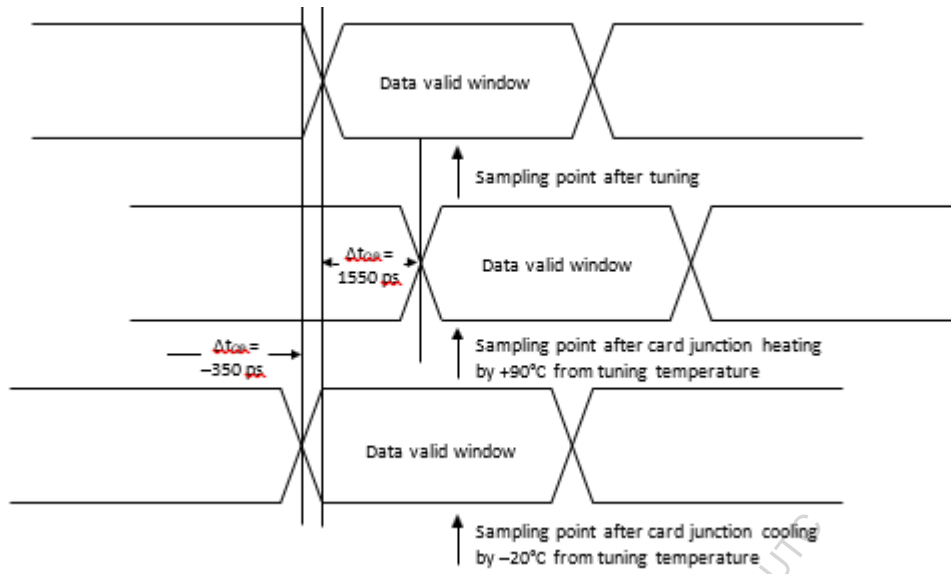 Data valid window
Sampling point after tuning
ΔtOP =
1550 ps
Data valid window
Sampling point after card junction heating
by +90°C from tuning temperature
ΔtOP =
–350 ps
Data valid window
Sampling point after card junction cooling
by –20°C from tuning temperature
UTC